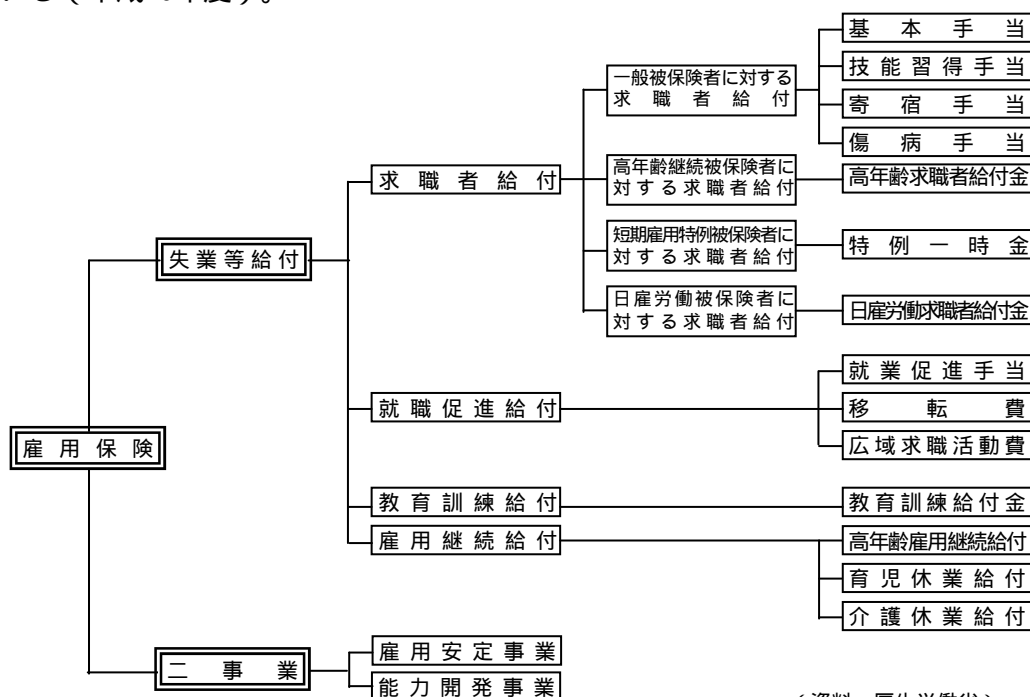 基本手当
技能習得手当
一般被保険者に対する
求職者給付
寄宿手当
傷病手当
求職者給付
高年齢継続被保険者に
対する求職者給付
高年齢求職者給付金
短期雇用特例被保険者に
対する求職者給付
特例一時金
失業等給付
日雇労働被保険者に
対する求職者給付
日雇労働求職者給付金
就業促進手当
就職促進給付
移転費
雇用保険
広域求職活動費
教育訓練給付
教育訓練給付金
雇用継続給付
高年齢雇用継続給付
育児休業給付
介護休業給付
二事業
雇用安定事業
能力開発事業
(資料 厚生労働省)